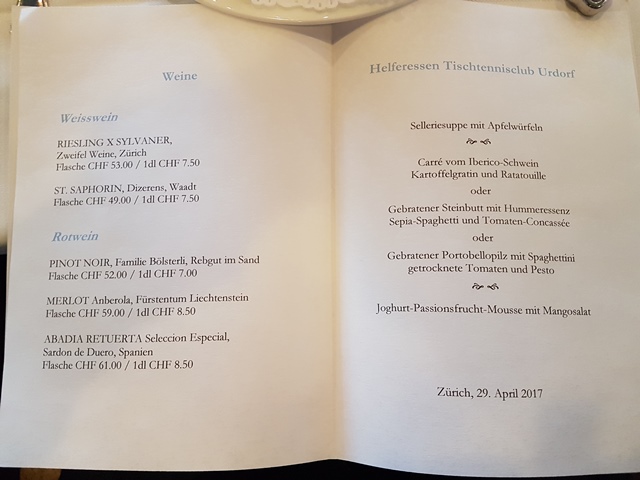 Weine
Weisswein
RIESLING X SYLVANER,
Zweifel Weine, Zürich
Flasche CHF 53.00 / 1dl CHF 7.50
ST. SAPHORIN, Dizerens, Waadt
Flasche CHF 49.00 / 1dl CHF 7.50
Rotwein
PINOT NOIR, Familie Bölsterli, Rebgut im Sand
Flasche CHF 52.00 / 1dl CHF 7.00
MERLOT Anberola, Fürstentum Liechtenstein
Flasche CHF 59.00 / 1dl CHF 8.50
ABADIA RETUERTA Seleccion Especial,
Sardon de Duero, Spanien
Flasche CHF 61.00 / 1dl CHF 8.50
Helferessen Tischtennisclub Urdorf
Selleriesuppe mit Apfelwürfeln
Carré vom Iberico-Schwein
Kartoffelgratin und Ratatouille
oder
Gebratener Steinbutt mit Hummeressenz
Sepia-Spaghetti und Tomaten-Concassée
oder
Gebratener Portobellopilz mit Spaghettini
getrocknete Tomaten und Pesto
Joghurt-Passionsfrucht-Mousse mit Mangosalat
Zürich, 29. April 2017